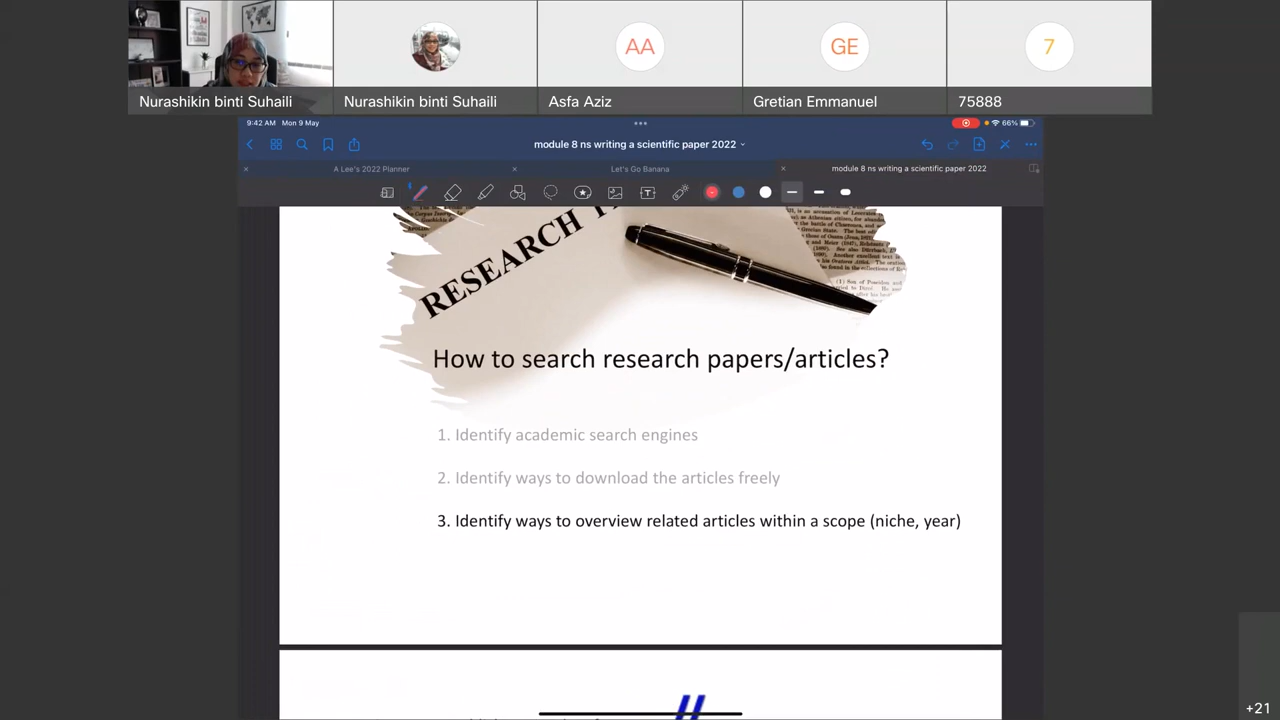 AA
GE
7
Nurashikin binti Suhaili
Nurashikin binti Suhaili
Asfa Aziz
Gretian Emmanuel
75888
9:42 AM Mon 9 May
66%
module 8 ns writing a scientific paper 2022
A Lee's 2022 Planner
Let's Go Banana
module 8 ns writing a scientific paper 2022
RESEARCH
How to search research papers/articles?
1. Identify academic search engines
2. Identify ways to download the articles freely
3. Identify ways to overview related articles within a scope (niche, year)
+21